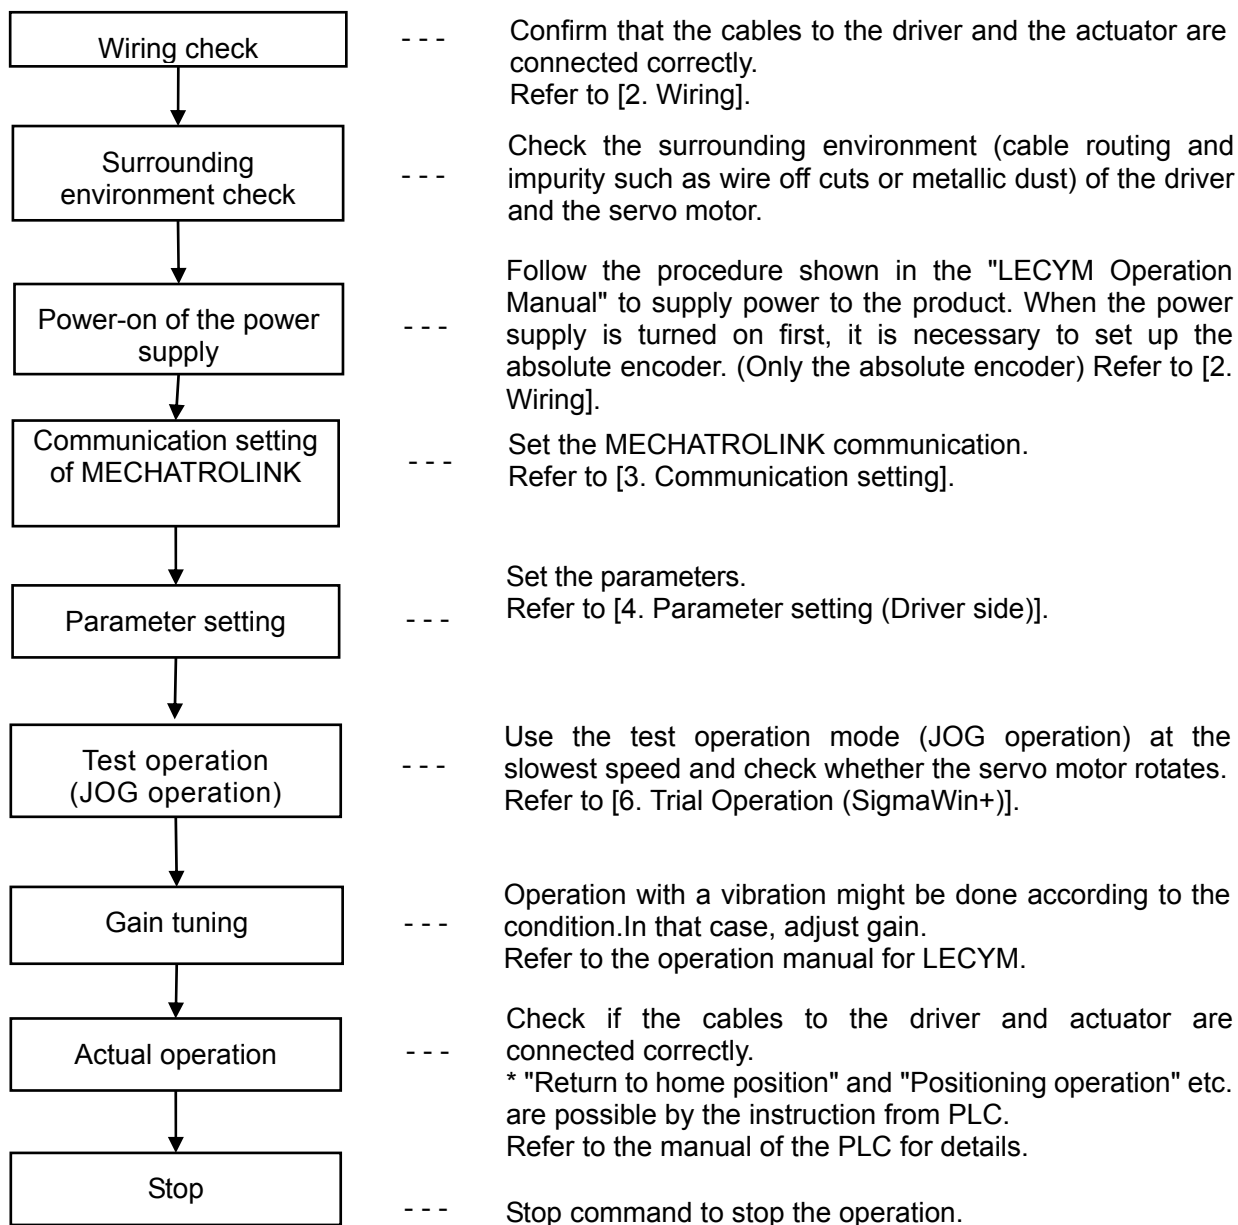 Wiring check
- - -
Confirm that the cables to the driver and the actuator are
connected correctly.
Refer to [2. Wiring].
Surrounding
environment check
- - -
Check the surrounding environment (cable routing and
impurity such as wire off cuts or metallic dust) of the driver
and the servo motor.
Power-on of the power
supply
- - -
Follow the procedure shown in the "LECYM Operation
Manual" to supply power to the product. When the power
supply is turned on first, it is necessary to set up the
absolute encoder. (Only the absolute encoder) Refer to [2.
Wiring].
Communication setting
of MECHATROLINK
- - -
Set the MECHATROLINK communication.
Refer to [3. Communication setting].
Parameter setting
- - -
Set the parameters.
Refer to [4. Parameter setting (Driver side)].
Test operation
(JOG operation)
- - -
Use the test operation mode (JOG operation) at the
slowest speed and check whether the servo motor rotates.
Refer to [6. Trial Operation (SigmaWin+)].
Gain tuning
- - -
Operation with a vibration might be done according to the
condition.In that case, adjust gain.
Refer to the operation manual for LECYM.
Actual operation
- - -
Check if the cables to the driver and actuator are
connected correctly.
* "Return to home position" and "Positioning operation" etc.
are possible by the instruction from PLC.
Refer to the manual of the PLC for details.
Stop
- - -
Stop command to stop the operation.